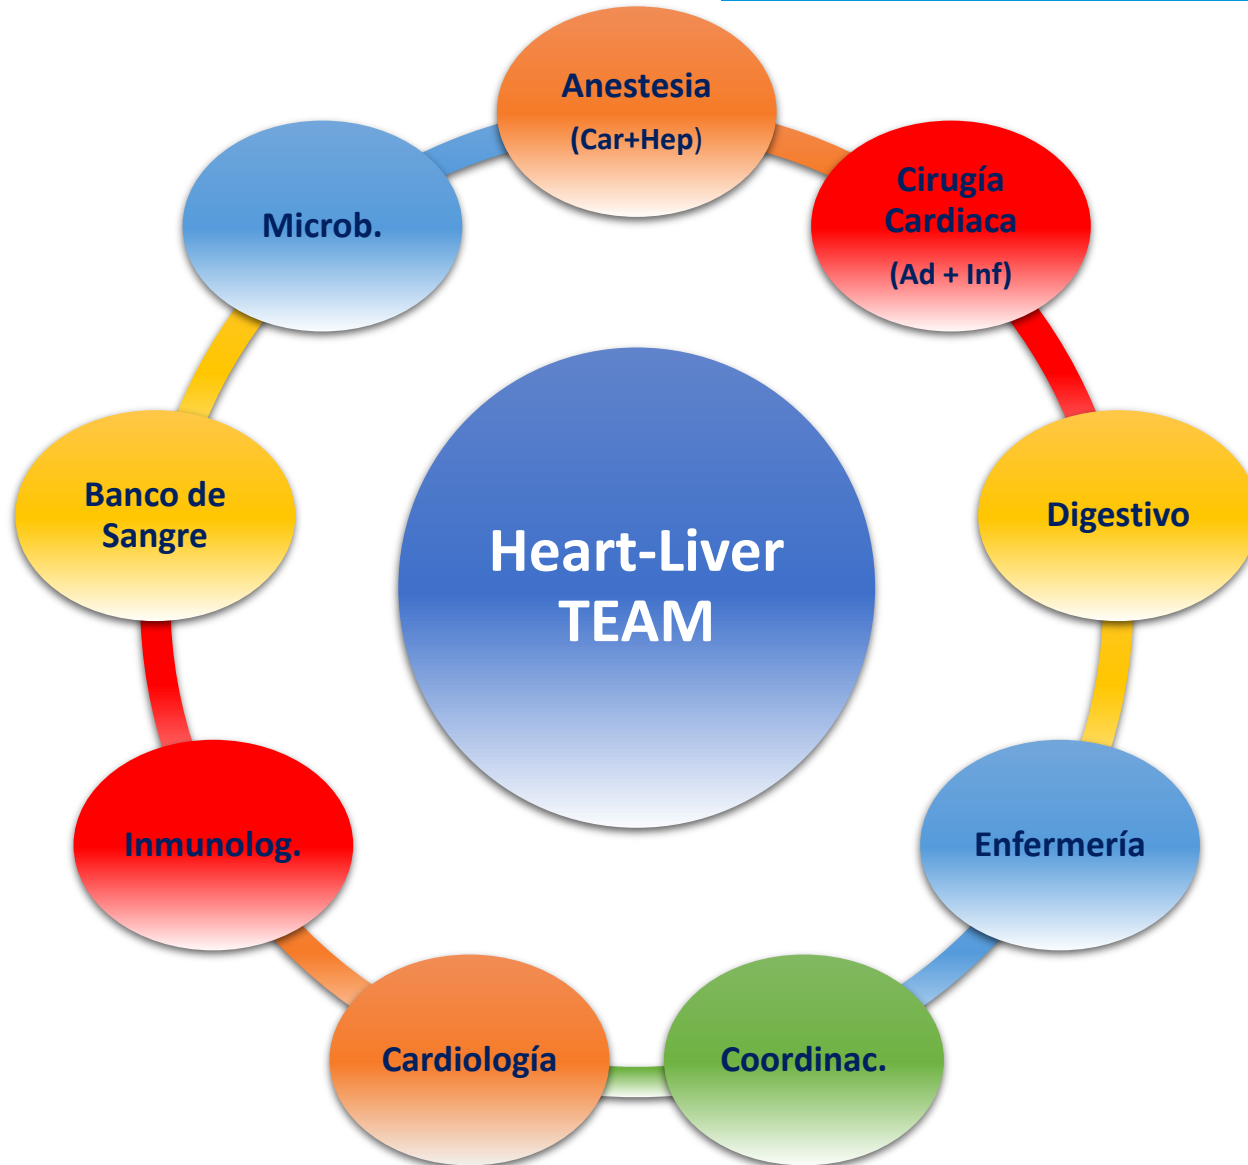 Anestesia
(Car+Hep)
Cirugía
Cardiaca
(Ad + Inf)
Digestivo
Enfermería
Coordinac.
Cardiología
Inmunolog.
Banco de
Sangre
Microb.
Heart-Liver
TEAM